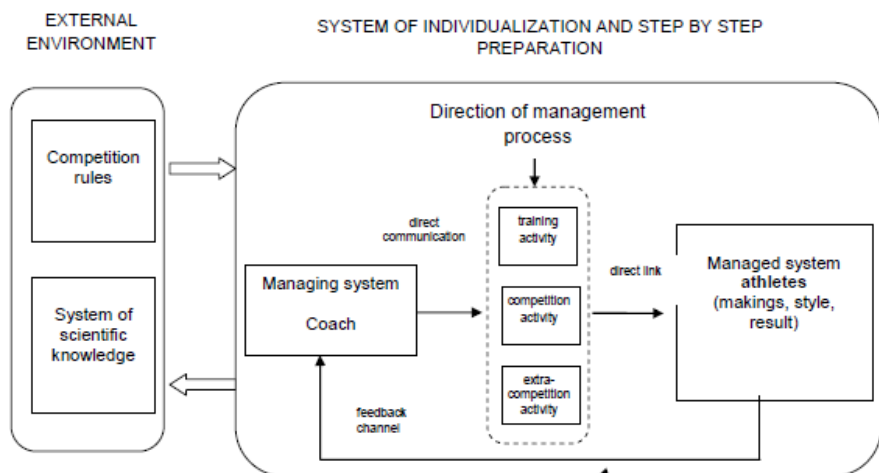 EXTERNAL
ENVIRONMENT
SYSTEM OF INDIVIDUALIZATION AND STEP BY STEP
PREPARATION
Competition
rules
System of
scientific
knowledge
Direction of management
process
direct
communication
Managing system
Coach
training
activity
competition
activity
extra-
competition
activity
direct link
Managed system
athletes
(makings, style,
result)
feedback
channel